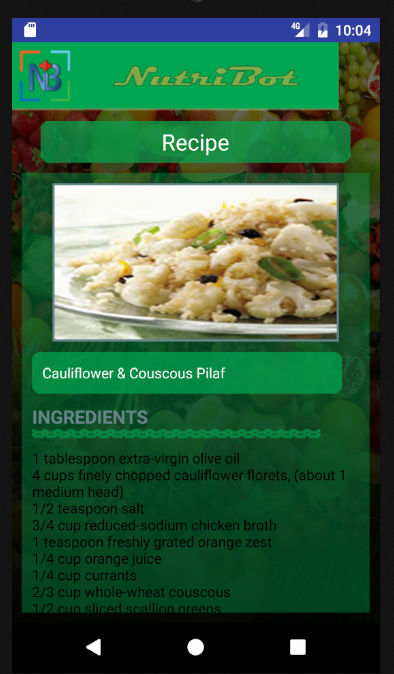 4G 10:04
NB NutriBot
Recipe
Cauliflower & Couscous Pilaf
INGREDIENTS
1 tablespoon extra-virgin olive oil
4 cups finely chopped cauliflower florets, (about 1
medium head)
1/2 teaspoon salt
3/4 cup reduced-sodium chicken broth
1 teaspoon freshly grated orange zest
1/4 cup orange juice
1/4 cup currants
2/3 cup whole-wheat couscous
1/2 cup sliced scallion greens